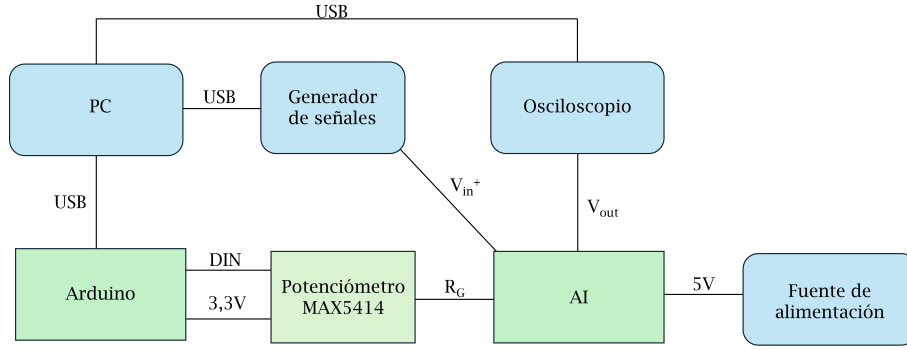 USB
PC
USB
Generador
de señales
Osciloscopio
USB
Vin+
Vout
Arduino
DIN
3,3V
Potenciómetro
MAX5414
RG
AI
5V
Fuente de
alimentación